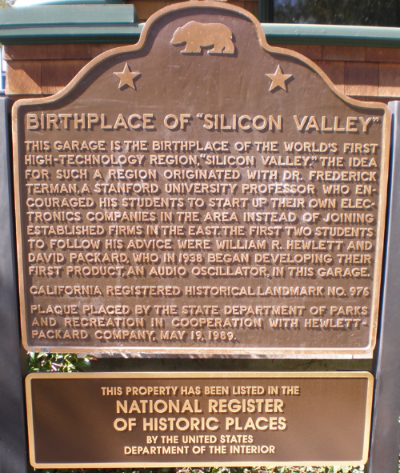 BIRTHPLACE OF "SILICON VALLEY"
THIS GARAGE IS THE BIRTHPLACE OF THE WORLD'S FIRST
HIGH-TECHNOLOGY REGION, "SILICON VALLEY." THE IDEA
FOR SUCH A REGION ORIGINATED WITH DR. FREDERICK
TERMAN, A STANFORD UNIVERSITY PROFESSOR WHO EN-
COURAGED HIS STUDENTS TO START UP THEIR OWN ELEC-
TRONICS COMPANIES IN THE AREA INSTEAD OF JOINING
ESTABLISHED FIRMS IN THE EAST. THE FIRST TWO STUDENTS
TO FOLLOW HIS ADVICE WERE WILLIAM R. HEWLETT AND
DAVID PACKARD, WHO IN 1938 BEGAN DEVELOPING THEIR
FIRST PRODUCT, AN AUDIO OSCILLATOR, IN THIS GARAGE.
CALIFORNIA REGISTERED HISTORICAL LANDMARK NO. 976
PLAQUE PLACED BY THE STATE DEPARTMENT OF PARKS
AND RECREATION IN COOPERATION WITH HEWLETT-
PACKARD COMPANY, MAY 19, 1989.
THIS PROPERTY HAS BEEN LISTED IN THE
NATIONAL REGISTER
OF HISTORIC PLACES
BY THE UNITED STATES
DEPARTMENT OF THE INTERIOR